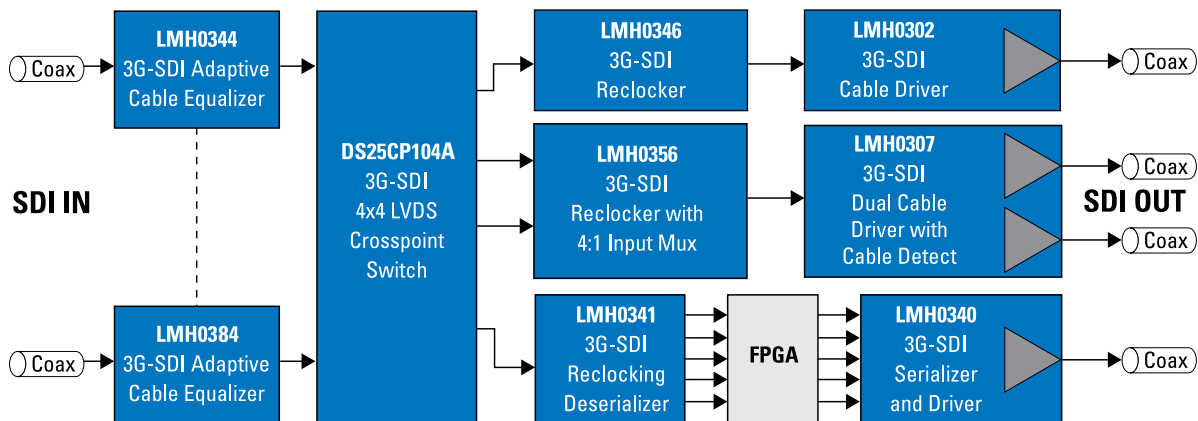 Coax
LMH0344
3G-SDI Adaptive
Cable Equalizer
SDI IN
Coax
LMH0384
3G-SDI Adaptive
Cable Equalizer
DS25CP104A
3G-SDI
4x4 LVDS
Crosspoint
Switch
LMH0346
3G-SDI
Reclocker
LMH0302
3G-SDI
Cable Driver
Coax
LMH0356
3G-SDI
Reclocker with
4:1 Input Mux
LMH0307
3G-SDI
Dual Cable
Driver with
Cable Detect
Coax
SDI OUT
Coax
LMH0341
3G-SDI
Reclocking
Deserializer
FPGA
LMH0340
3G-SDI
Serializer
and Driver
Coax